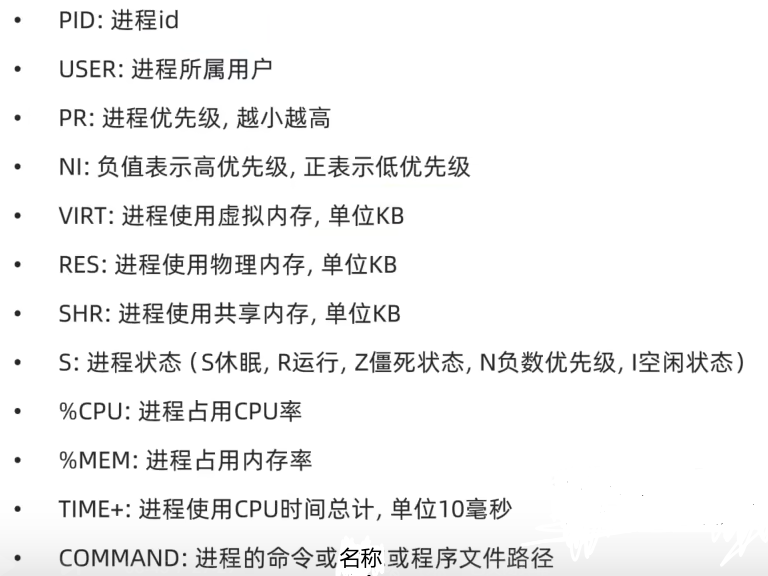 • PID: 进程id
• USER: 进程所属用户
• PR: 进程优先级, 越小越高
• NI: 负值表示高优先级, 正表示低优先级
• VIRT: 进程使用虚拟内存, 单位KB
• RES: 进程使用物理内存, 单位KB
• SHR: 进程使用共享内存, 单位KB
• S: 进程状态 (S休眠, R运行, Z僵死状态, N负数优先级, I空闲状态)
• %CPU: 进程占用CPU率
• %MEM: 进程占用内存率
• TIME+: 进程使用CPU时间总计, 单位10毫秒
• COMMAND: 进程的命令或名称或程序文件路径